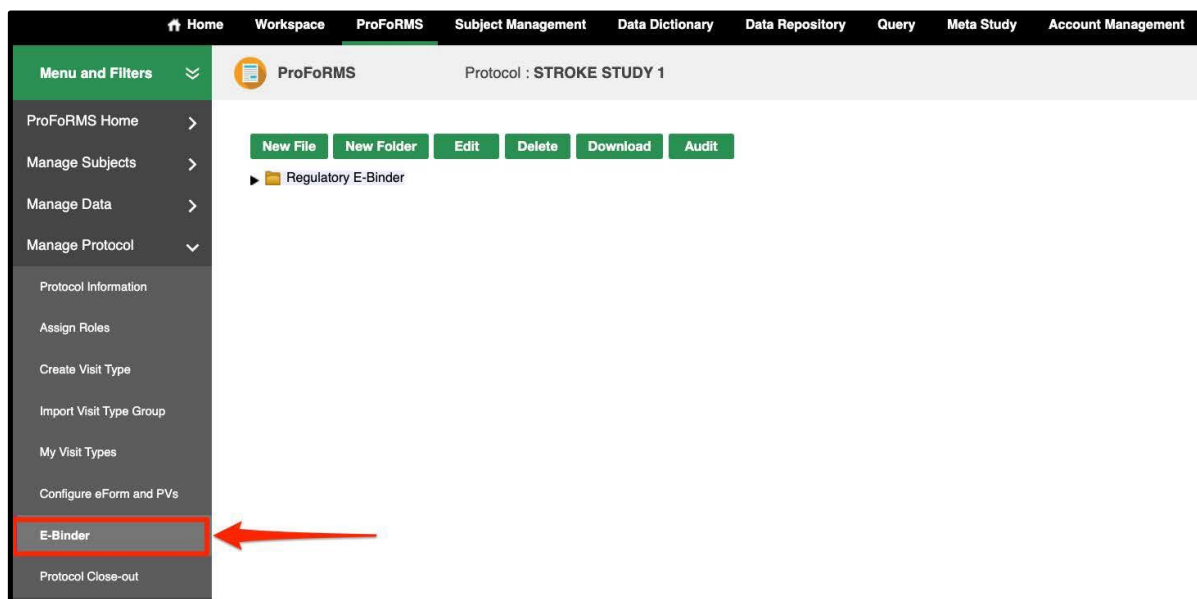 Home Workspace ProFoRMS Subject Management Data Dictionary Data Repository Query Meta Study Account Management
Menu and Filters
ProFoRMS Protocol : STROKE STUDY 1
ProFoRMS Home
Manage Subjects
Manage Data
Manage Protocol
Protocol Information
Assign Roles
Create Visit Type
Import Visit Type Group
My Visit Types
Configure eForm and PVs
E-Binder
Protocol Close-out
New File New Folder Edit Delete Download Audit
Regulatory E-Binder